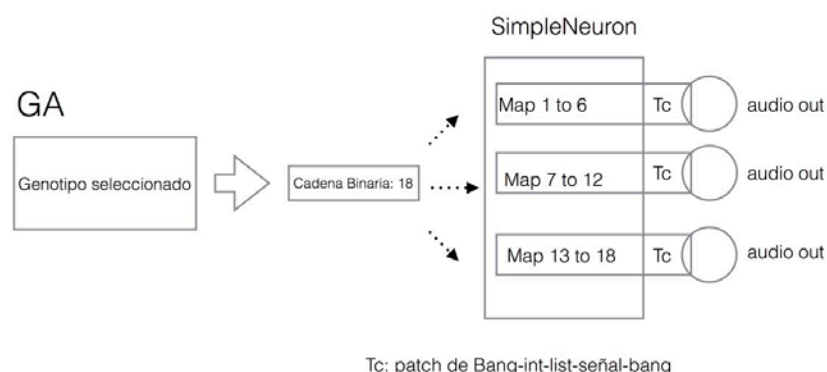 SimpleNeuron
GA
Genotipo seleccionado
Cadena Binaria: 18
Map 1 to 6
Tc
audio out
Map 7 to 12
Tc
audio out
Map 13 to 18
Tc
audio out
Tc: patch de Bang-int-list-señal-bang